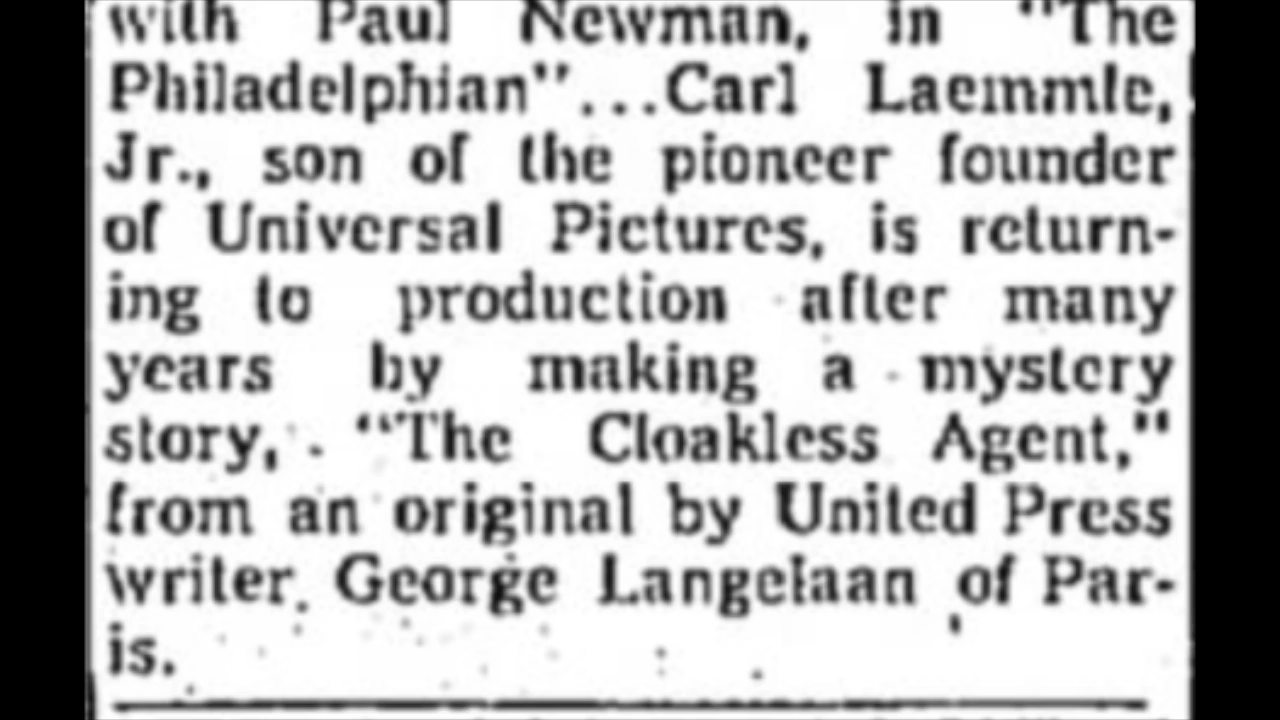 with Paul Newman, in "The
Philadelphian"...Carl Laemmle,
Jr., son of the pioneer founder
of Universal Pictures, is return-
ing to production after many
years by making a mystery
story, "The Cloakless Agent,"
from an original by United Press
writer George Langelaan of Par-
is.